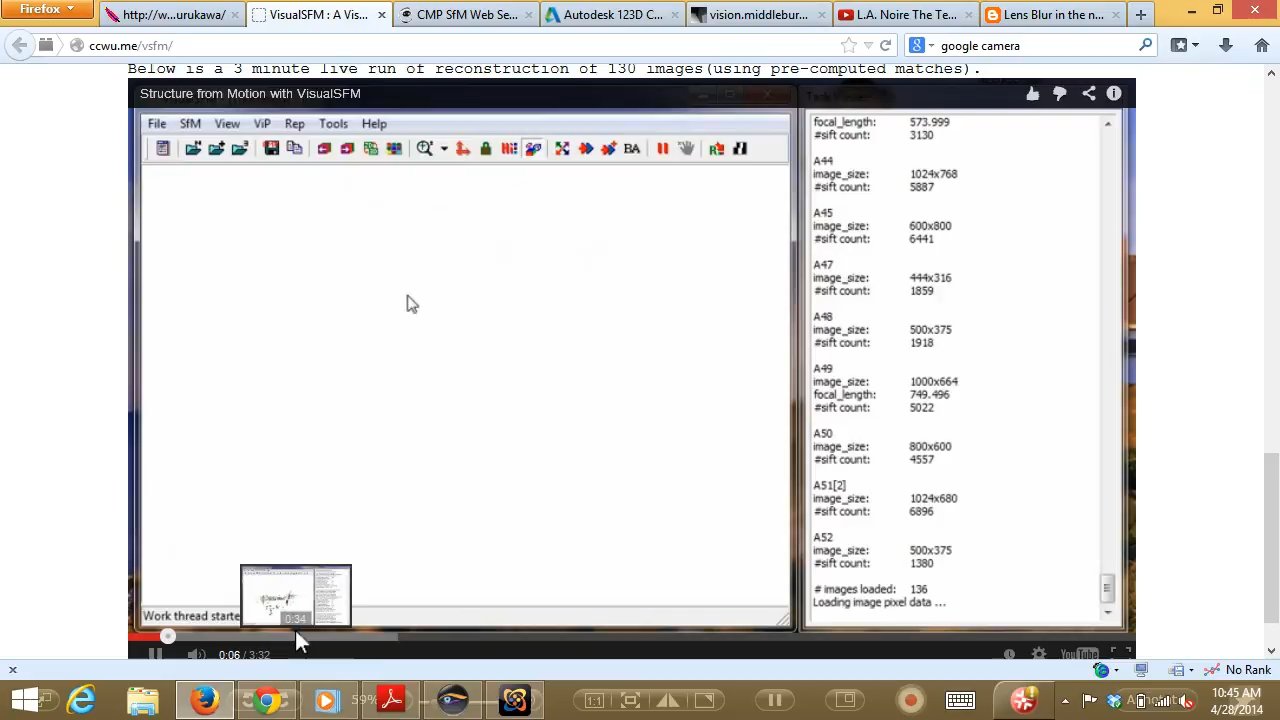 Firefox
http://w...urukawa/
VisualSFM : A Vis...
CMP SfM Web Se...
Autodesk 123D C...
vision.middlebur...
L.A. Noire The Te...
Lens Blur in the n...
ccwu.me/vsfm/
google camera
Below is a 3 minute live run of reconstruction of 130 images(using pre-computed matches).
Structure from Motion with VisualSFM
File SfM View ViP Rep Tools Help
BA
focal_length: 573.999
#sift count: 3130
A44
image_size: 1024x768
#sift count: 5887
A45
image_size: 600x800
#sift count: 6441
A47
image_size: 444x316
#sift count: 1859
A48
image_size: 500x375
#sift count: 1918
A49
image_size: 1000x664
focal_length: 749.496
#sift count: 5022
A50
image_size: 800x600
#sift count: 4557
A51[2]
image_size: 1024x680
#sift count: 6896
A52
image_size: 500x375
#sift count: 1380
# images loaded: 136
Loading image pixel data ...
0:34
Work thread starte
0:06 / 3:32
YouTube
x
No Rank
59%
1:1
10:45 AM
4/28/2014